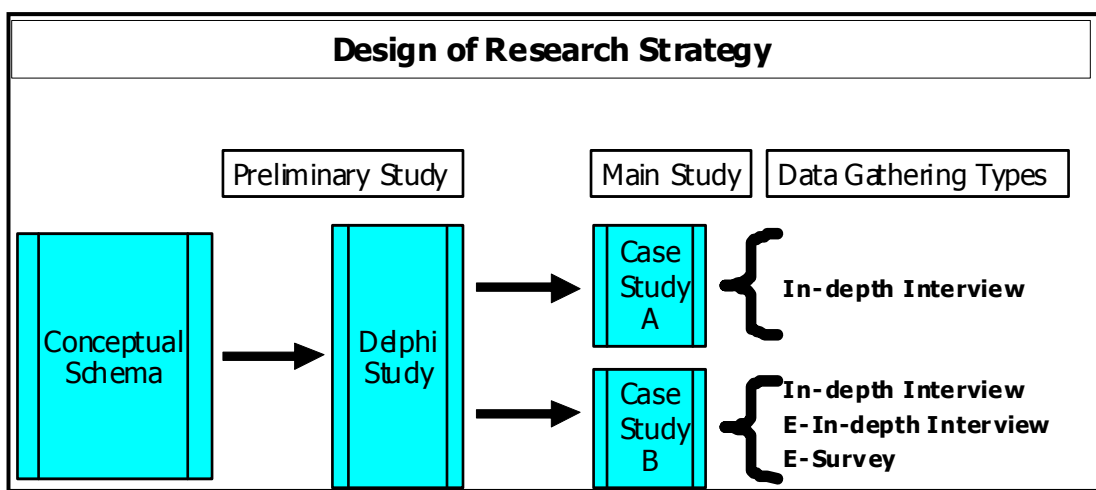 Design of Research Strategy
Preliminary Study
Main Study
Data Gathering Types
Conceptual
Schema
Delphi
Study
Case
Study
A
In-depth Interview
Case
Study
B
In-depth Interview
E-In-depth Interview
E-Survey